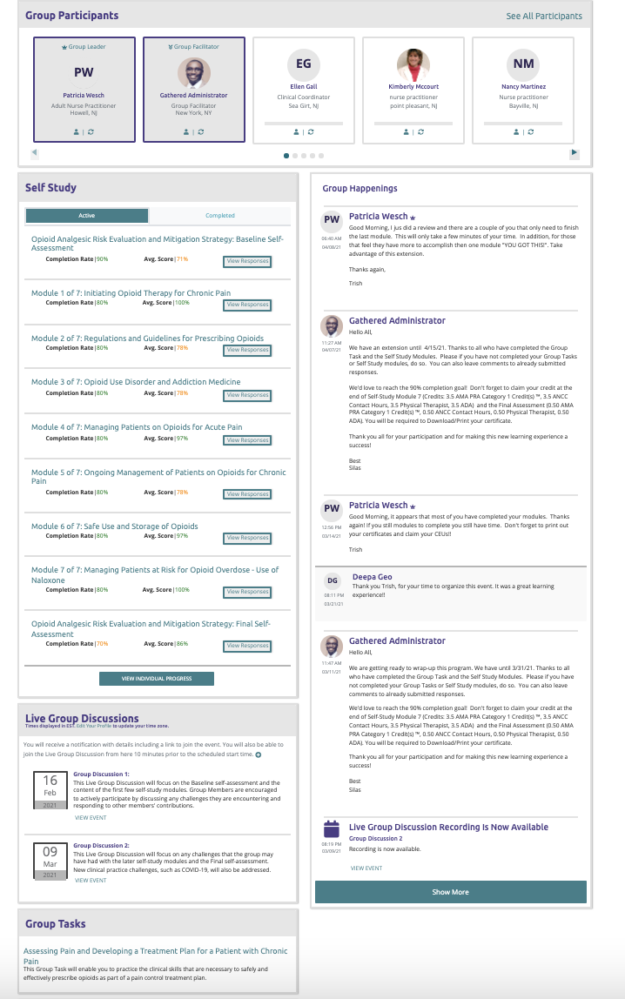 Group Participants
See All Participants
Group Leader
PW
Patricia Wesch
Adult Nurse Practitioner
Howell, NJ
|
Group Facilitator
Gathered Administrator
Group Facilitator
New York, NY
|
EG
Ellen Gall
Clinical Coordinator
Sea Girt, NJ
|
Kimberly Mccourt
nurse practitioner
point pleasant, NJ
|
NM
Nancy Martinez
Nurse practitioner
Bayville, NJ
|
Self Study
Active
Completed
Opioid Analgesic Risk Evaluation and Mitigation Strategy: Baseline Self-
Assessment
Completion Rate|90% Avg. Score|71% View Responses
Module 1 of 7: Initiating Opioid Therapy for Chronic Pain
Completion Rate|80% Avg. Score|100% View Responses
Module 2 of 7: Regulations and Guidelines for Prescribing Opioids
Completion Rate|80% Avg. Score|78% View Responses
Module 3 of 7: Opioid Use Disorder and Addiction Medicine
Completion Rate|80% Avg. Score|78% View Responses
Module 4 of 7: Managing Patients on Opioids for Acute Pain
Completion Rate|80% Avg. Score|97% View Responses
Module 5 of 7: Ongoing Management of Patients on Opioids for Chronic
Pain
Completion Rate|80% Avg. Score|78% View Responses
Module 6 of 7: Safe Use and Storage of Opioids
Completion Rate|80% Avg. Score|97% View Responses
Module 7 of 7: Managing Patients at Risk for Opioid Overdose - Use of
Naloxone
Completion Rate|80% Avg. Score|100% View Responses
Opioid Analgesic Risk Evaluation and Mitigation Strategy: Final Self-
Assessment
Completion Rate|70% Avg. Score|86% View Responses
VIEW INDIVIDUAL PROGRESS
Live Group Discussions
Times displayed in EST. Edit Your Profile to update your time zone.
You will receive a notification with details including a link to join the event. You will also be able to
join the Live Group Discussion from here 10 minutes prior to the scheduled start time.
16
Feb
2021
Group Discussion 1:
This Live Group Discussion will focus on the Baseline self-assessment and the
content of the first few self-study modules. Group Members are encouraged
to actively participate by discussing any challenges they are encountering and
responding to other members' contributions.
VIEW EVENT
09
Mar
2021
Group Discussion 2:
This Live Group Discussion will focus on any challenges that the group may
have had with the later self-study modules and the Final self-assessment.
New clinical practice challenges, such as COVID-19, will also be addressed.
VIEW EVENT
Group Tasks
Assessing Pain and Developing a Treatment Plan for a Patient with Chronic
Pain
This Group Task will enable you to practice the clinical skills that are necessary to safely and
effectively prescribe opioids as part of a pain control treatment plan.
Group Happenings
PW
06:40 AM
04/08/21
Patricia Wesch
Good Morning, I jus did a review and there are a couple of you that only need to finish
the last module. This will only take a few minutes of your time. In addition, for those
that feel they have more to accomplish then one module "YOU GOT THIS!". Take
advantage of this extension.
Thanks again,
Trish
11:27 AM
04/07/21
Gathered Administrator
Hello All,
We have an extension until 4/15/21. Thanks to all who have completed the Group
Task and the Self Study Modules. Please if you have not completed your Group Tasks
or Self Study modules, do so. You can also leave comments to already submitted
responses.
We'd love to reach the 90% completion goal! Don't forget to claim your credit at the
end of Self-Study Module 7 (Credits: 3.5 AMA PRA Category 1 Credit(s) ™, 3.5 ANCC
Contact Hours, 3.5 Physical Therapist, 3.5 ADA) and the Final Assessment (0.50 AMA
PRA Category 1 Credit(s) ™, 0.50 ANCC Contact Hours, 0.50 Physical Therapist, 0.50
ADA). You will be required to Download/Print your certificate.
Thank you all for your participation and for making this new learning experience a
success!
Best
Silas
PW
12:56 PM
03/14/21
Patricia Wesch
Good Morning, it appears that most of you have completed your modules. Thanks
again! If you still modules to complete you still have time. Don't forget to print out
your certificates and claim your CEUs!!
Trish
DG
08:11 PM
03/21/21
Deepa Geo
Thank you Trish, for your time to organize this event. It was a great learning
experience!!
11:47 AM
03/11/21
Gathered Administrator
Hello All,
We are getting ready to wrap-up this program. We have until 3/31/21. Thanks to all
who have completed the Group Task and the Self Study Modules. Please if you have
not completed your Group Tasks or Self Study modules, do so. You can also leave
comments to already submitted responses.
We'd love to reach the 90% completion goal! Don't forget to claim your credit at the
end of Self-Study Module 7 (Credits: 3.5 AMA PRA Category 1 Credit(s) ™, 3.5 ANCC
Contact Hours, 3.5 Physical Therapist, 3.5 ADA) and the Final Assessment (0.50 AMA
PRA Category 1 Credit(s) ™, 0.50 ANCC Contact Hours, 0.50 Physical Therapist, 0.50
ADA). You will be required to Download/Print your certificate.
Thank you all for your participation and for making this new learning experience a
success!
Best
Silas
08:19 PM
03/09/21
Live Group Discussion Recording Is Now Available
Group Discussion 2
Recording is now available.
VIEW EVENT
Show More